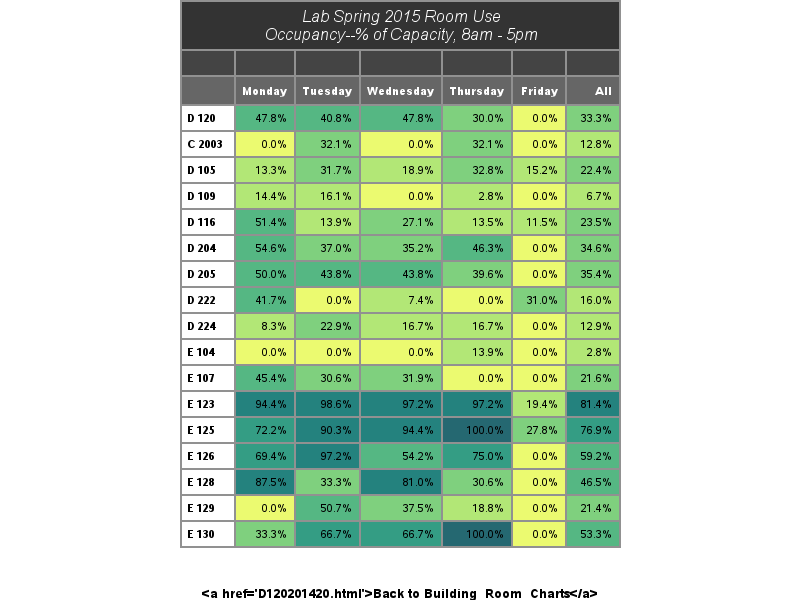 Lab Spring 2015 Room Use
Occupancy--% of Capacity, 8am - 5pm
Monday Tuesday Wednesday Thursday Friday All
D 120 47.8% 40.8% 47.8% 30.0% 0.0% 33.3%
C 2003 0.0% 32.1% 0.0% 32.1% 0.0% 12.8%
D 105 13.3% 31.7% 18.9% 32.8% 15.2% 22.4%
D 109 14.4% 16.1% 0.0% 2.8% 0.0% 6.7%
D 116 51.4% 13.9% 27.1% 13.5% 11.5% 23.5%
D 204 54.6% 37.0% 35.2% 46.3% 0.0% 34.6%
D 205 50.0% 43.8% 43.8% 39.6% 0.0% 35.4%
D 222 41.7% 0.0% 7.4% 0.0% 31.0% 16.0%
D 224 8.3% 22.9% 16.7% 16.7% 0.0% 12.9%
E 104 0.0% 0.0% 0.0% 13.9% 0.0% 2.8%
E 107 45.4% 30.6% 31.9% 0.0% 0.0% 21.6%
E 123 94.4% 98.6% 97.2% 97.2% 19.4% 81.4%
E 125 72.2% 90.3% 94.4% 100.0% 27.8% 76.9%
E 126 69.4% 97.2% 54.2% 75.0% 0.0% 59.2%
E 128 87.5% 33.3% 81.0% 30.6% 0.0% 46.5%
E 129 0.0% 50.7% 37.5% 18.8% 0.0% 21.4%
E 130 33.3% 66.7% 66.7% 100.0% 0.0% 53.3%
<a href='D120201420.html'>Back to Building_Room_Charts</a>